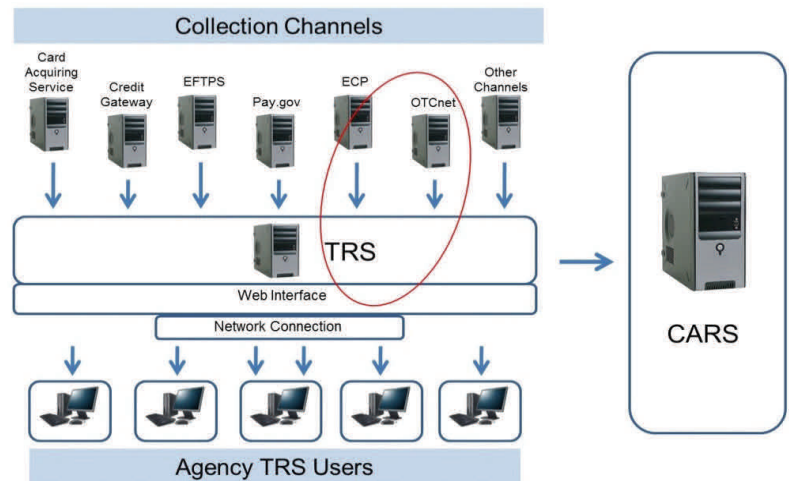 Collection Channels
Card
Acquiring
Service
Credit
Gateway
EFTPS
Pay.gov
ECP
OTCnet
Other
Channels
TRS
Web Interface
Network Connection
Agency TRS Users
CARS